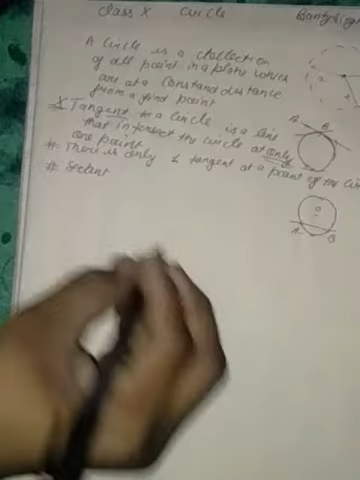 class X circle
A circle is a collection
of all point in a plane which
are at a constant distance
from a fixed point
X Tangent to a circle is a line
that intersect the circle at only
one point
# There is only 1 tangent at a point of the
# Secant
A B
O
A B